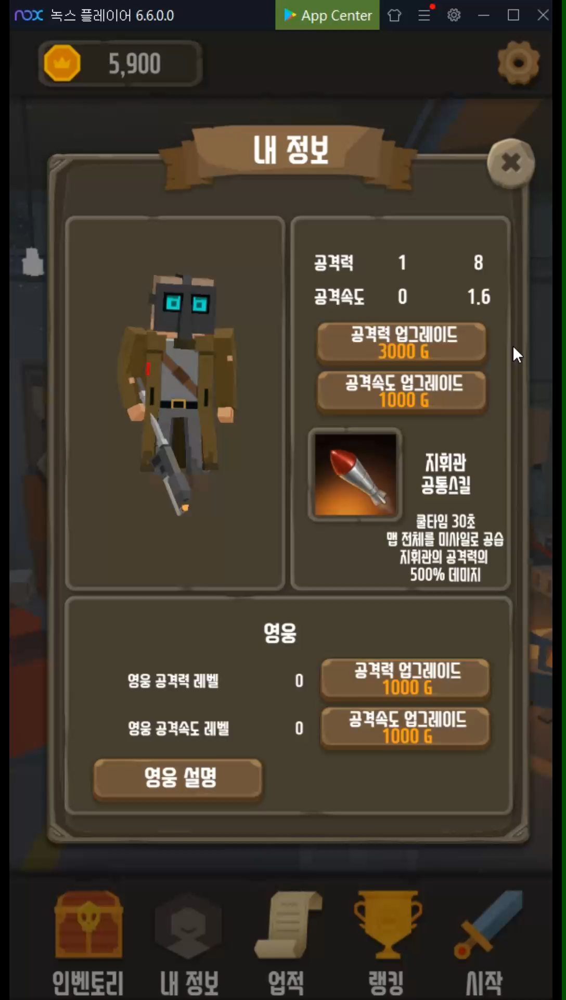 nox 녹스 플레이어 6.6.0.0 App Center
5,900
내 정보
공격력 1 8
공격속도 0 1.6
공격력 업그레이드
3000 G
공격속도 업그레이드
1000 G
지휘관
공통스킬
쿨타임 30초
맵 전체를 미사일로 공습
지휘관의 공격력의
500% 데미지
영웅
영웅 공격력 레벨 0
공격력 업그레이드
1000 G
영웅 공격속도 레벨 0
공격속도 업그레이드
1000 G
영웅 설명
인벤토리 내 정보 업적 랭킹 시작